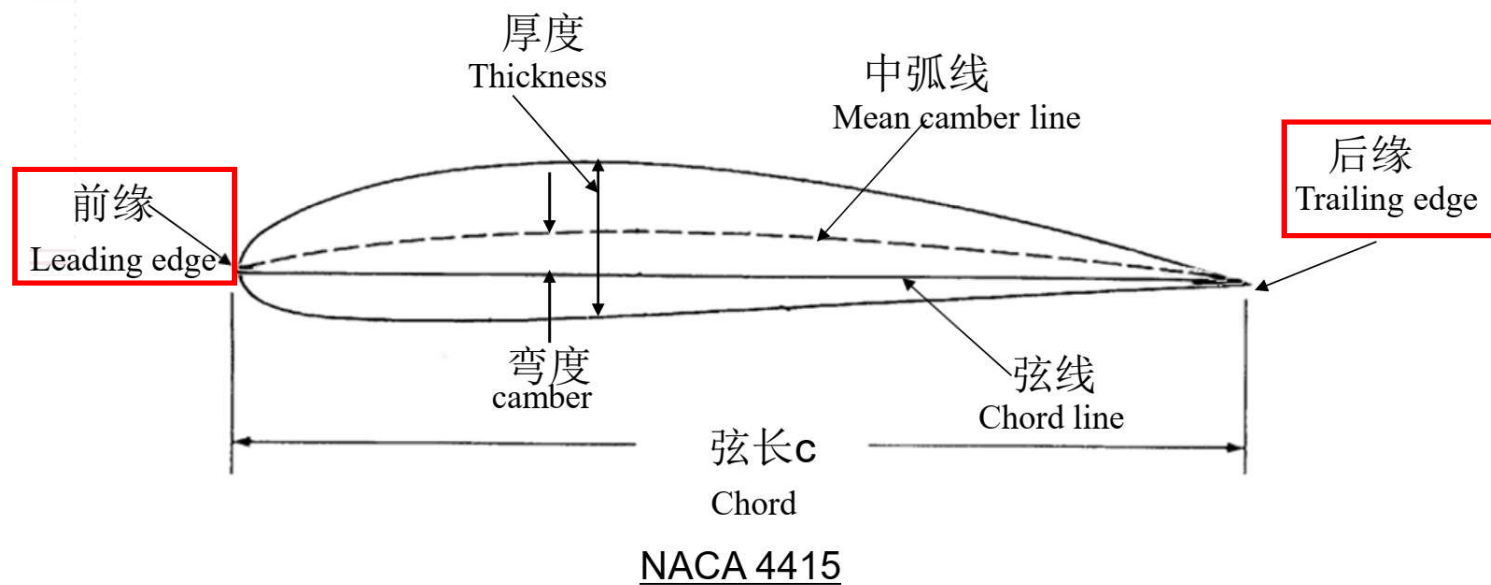 厚度
Thickness
中弧线
Mean camber line
前缘
Leading edge
后缘
Trailing edge
弯度
camber
弦线
Chord line
弦长c
Chord
NACA 4415